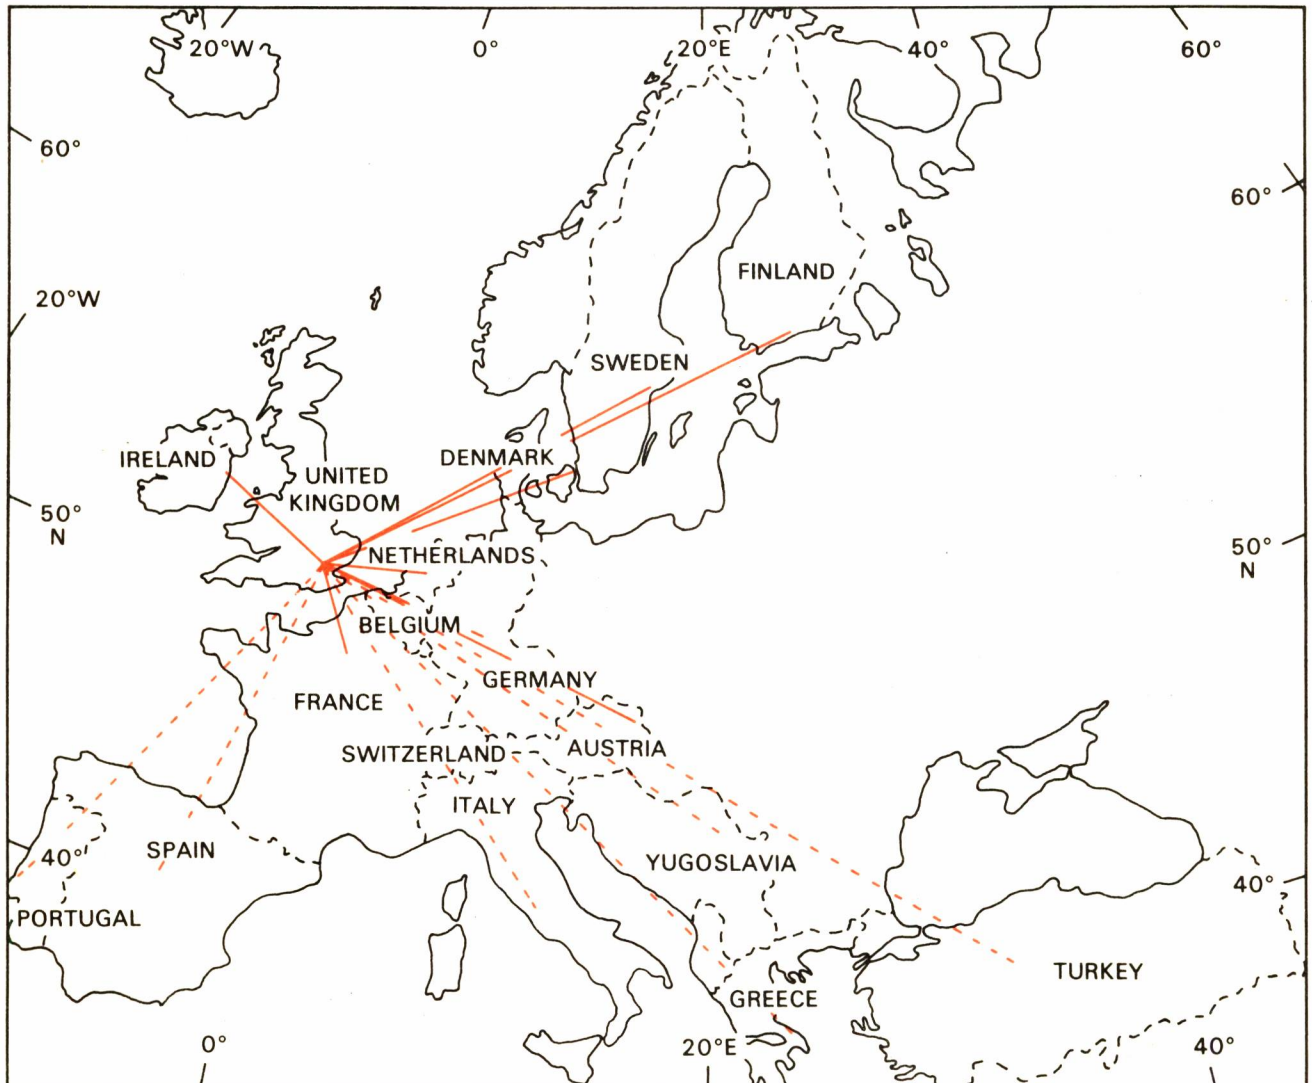 20°W
0°
20°E
40°
60°
60°
60°
20°W
FINLAND
SWEDEN
IRELAND
DENMARK
UNITED
KINGDOM
50°
N
NETHERLANDS
50°
N
BELGIUM
GERMANY
FRANCE
SWITZERLAND
AUSTRIA
ITALY
SPAIN
40°
YUGOSLAVIA
40°
PORTUGAL
TURKEY
GREECE
0°
20°E
40°